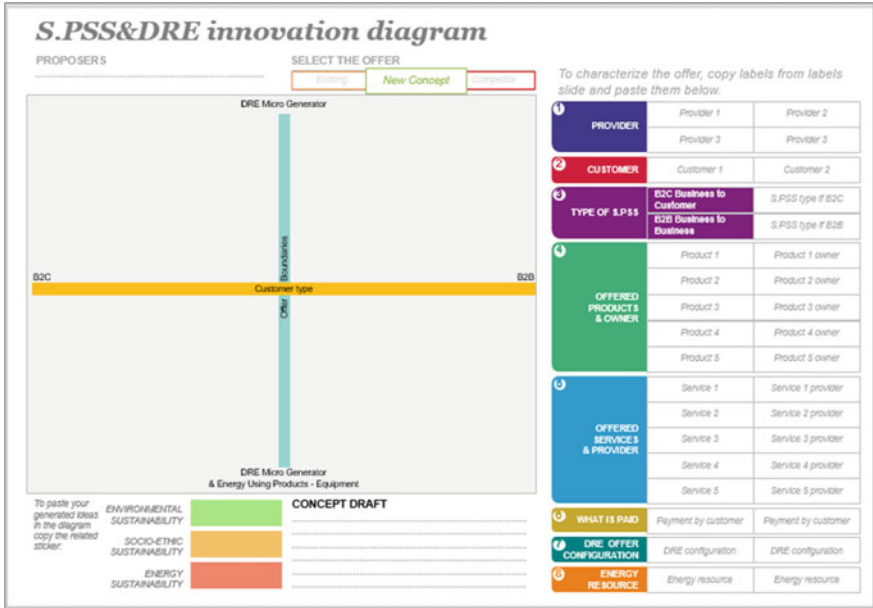 S.PSS&DRE innovation diagram
PROPOSERS
SELECT THE OFFER
Existing
New Concept
Competitor
To characterize the offer, copy labels from labels
slide and paste them below.
DRE Micro Generator
B2C
B2B
Customer type
Offer Boundaries
DRE Micro Generator
& Energy Using Products - Equipment
To paste your
generated ideas
in the diagram
copy the related
sticker:
ENVIRONMENTAL
SUSTAINABILITY
SOCIO-ETHIC
SUSTAINABILITY
ENERGY
SUSTAINABILITY
CONCEPT DRAFT
1
PROVIDER
Provider 1
Provider 2
Provider 3
Provider 3
2
CUSTOMER
Customer 1
Customer 2
3
TYPE OF S.PSS
B2C Business to
Customer
S.PSS type if B2C
B2B Business to
Business
S.PSS type if B2B
4
OFFERED
PRODUCTS
& OWNER
Product 1
Product 1 owner
Product 2
Product 2 owner
Product 3
Product 3 owner
Product 4
Product 4 owner
Product 5
Product 5 owner
5
OFFERED
SERVICES
& PROVIDER
Service 1
Service 1 provider
Service 2
Service 2 provider
Service 3
Service 3 provider
Service 4
Service 4 provider
Service 5
Service 5 provider
6
WHAT IS PAID
Payment by customer
Payment by customer
7
DRE OFFER
CONFIGURATION
DRE configuration
DRE configuration
8
ENERGY
RESOURCE
Energy resource
Energy resource